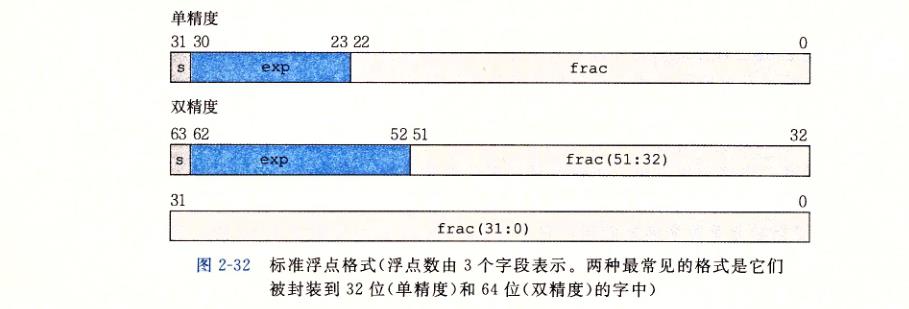 单精度
31 30 23 22 0
s exp frac
双精度
63 62 52 51 32
s exp frac(51:32)
31 0
frac(31:0)
图 2-32 标准浮点格式(浮点数由 3 个字段表示。两种最常见的格式是它们
被封装到 32 位(单精度)和 64 位(双精度)的字中)